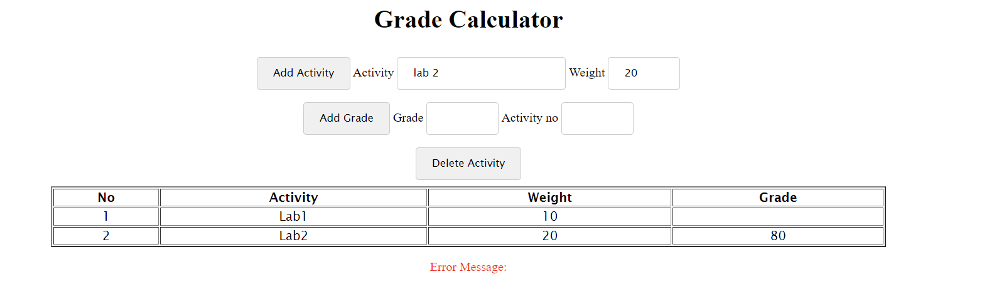 Grade Calculator
Add Activity Activity lab 2 Weight 20
Add Grade Grade Activity no
Delete Activity
No Activity Weight Grade
1 Lab1 10
2 Lab2 20 80
Error Message: